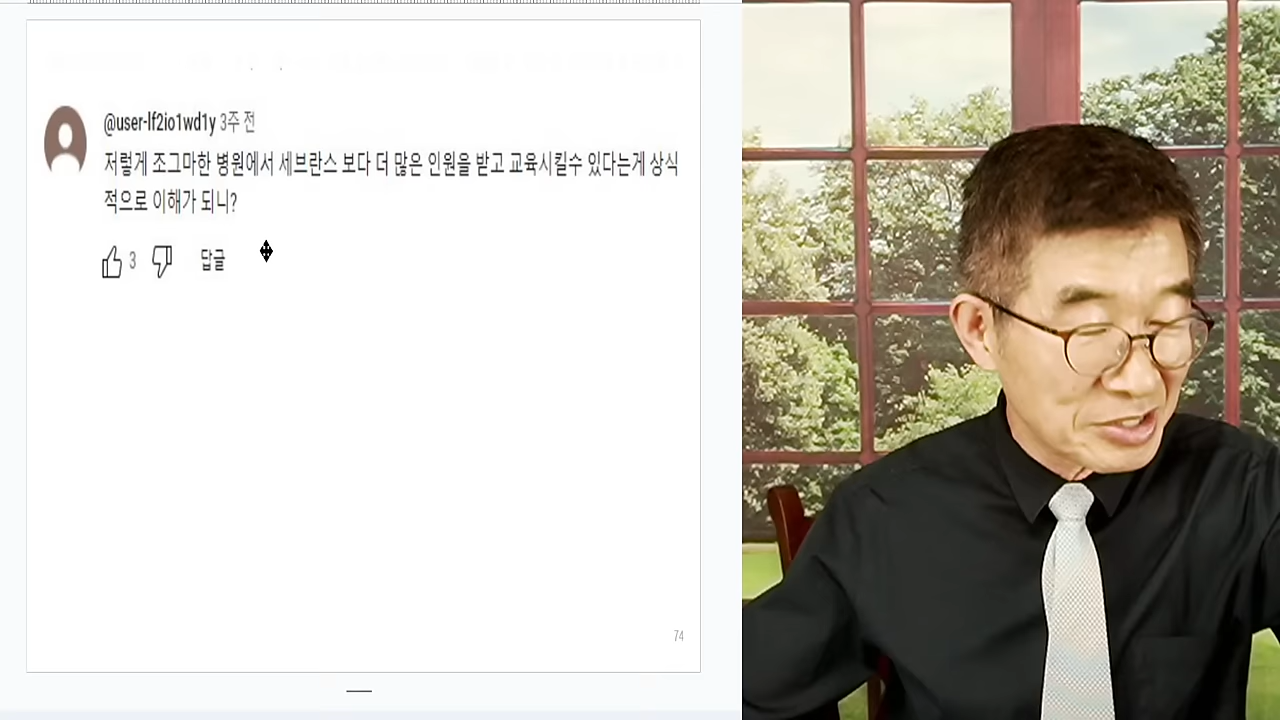 @user-lf2io1wd1y 3주 전
저렇게 조그마한 병원에서 세브란스 보다 더 많은 인원을 받고 교육시킬수 있다는게 상식
적으로 이해가 되니?
3 답글
74